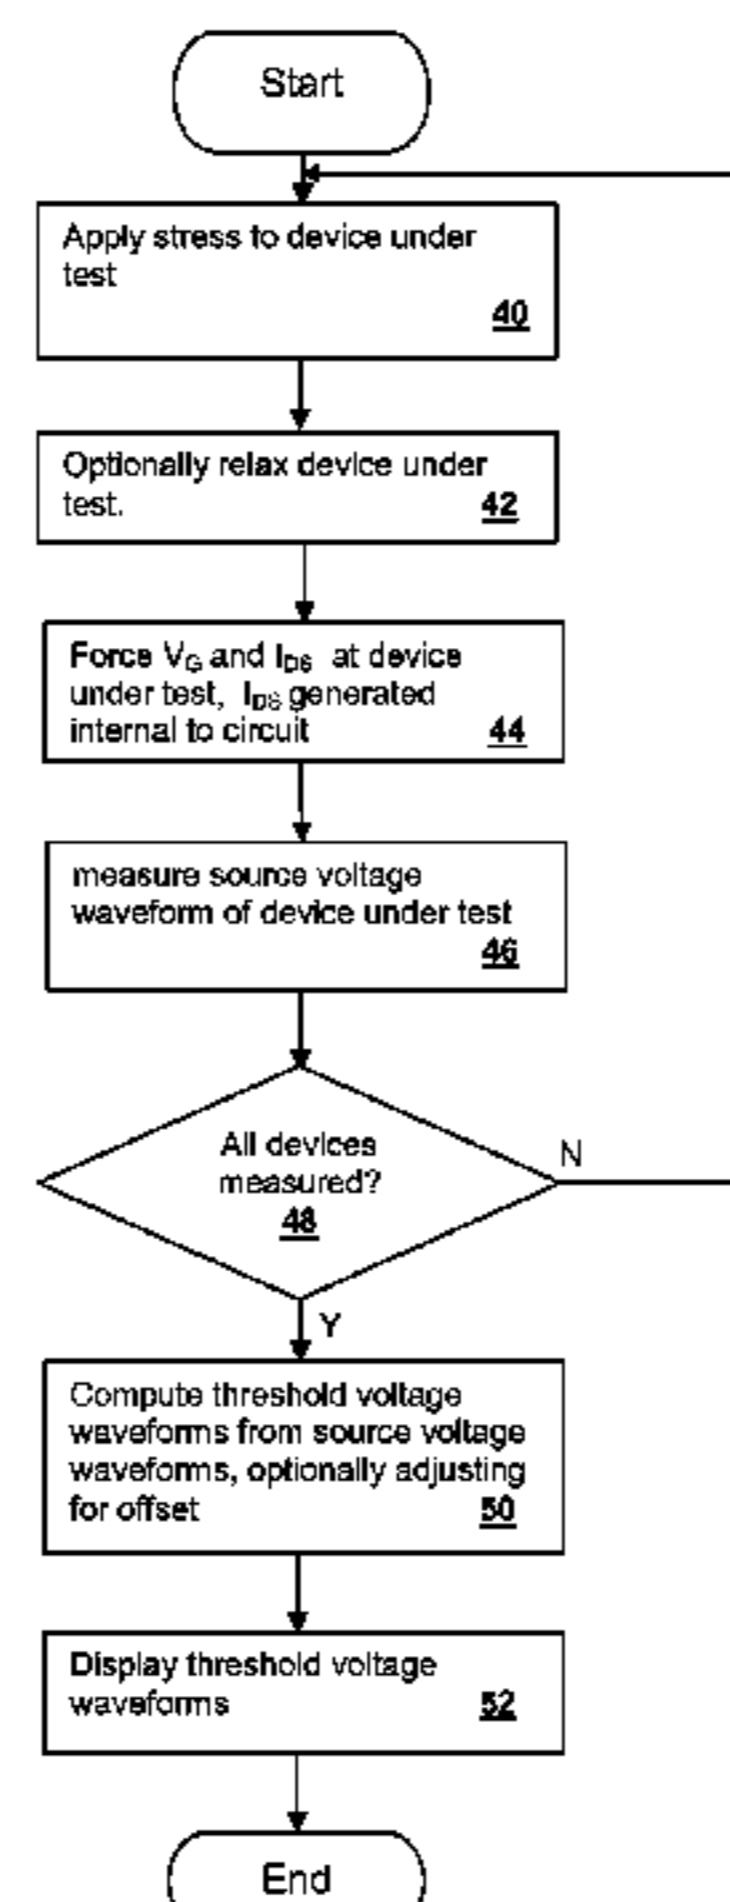 Start
Apply stress to device under
test
40
Optionally relax device under
test.
42
Force VG and IDS at device
under test, IDS generated
internal to circuit
44
measure source voltage
waveform of device under test
46
All devices
measured?
48
N
Y
Compute threshold voltage
waveforms from source voltage
waveforms, optionally adjusting
for offset
50
Display threshold voltage
waveforms
52
End